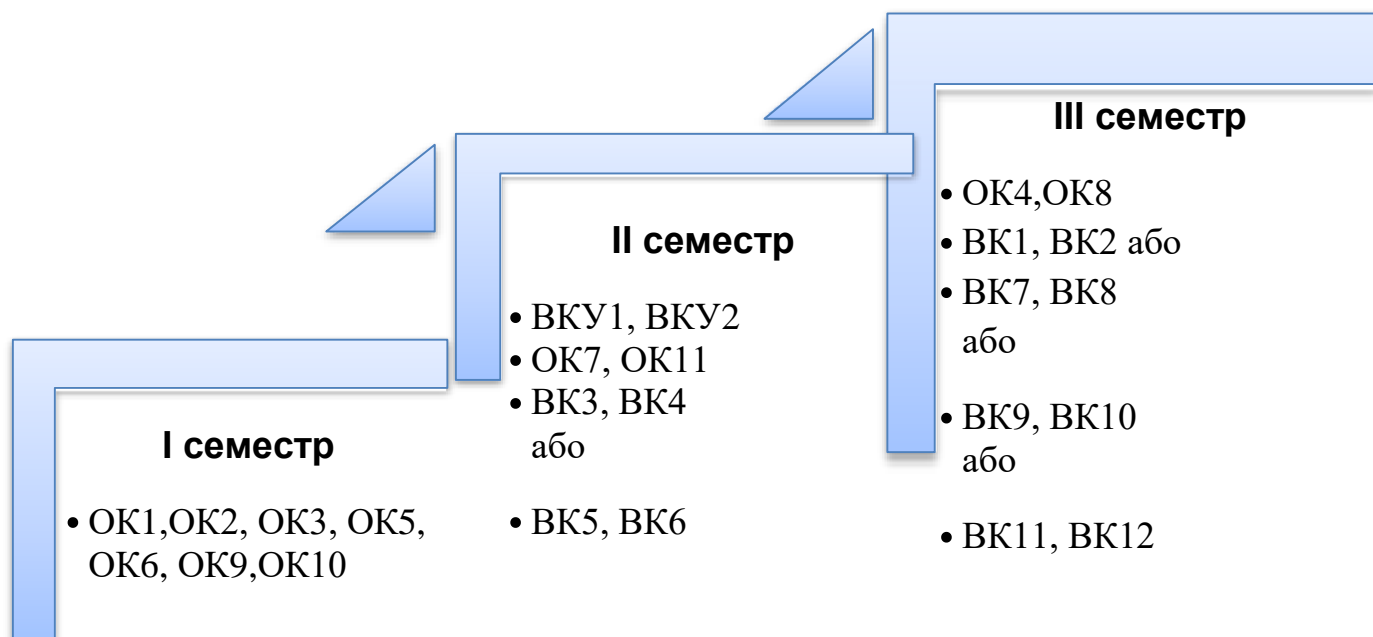 I семестр
• ОК1,ОК2, ОК3, ОК5,
ОК6, ОК9,ОК10
II семестр
• ВКУ1, ВКУ2
• ОК7, ОК11
• ВК3, ВК4
або
• ВК5, ВК6
III семестр
• ОК4,ОК8
• ВК1, ВК2 або
• ВК7, ВК8
або
• ВК9, ВК10
або
• ВК11, ВК12